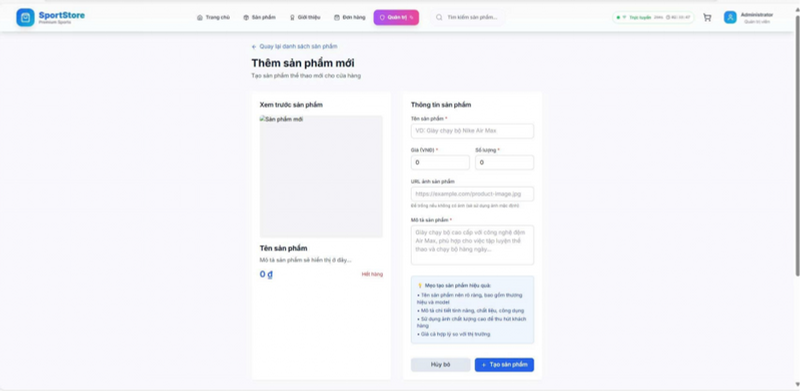 SportStore
Premium Sports
Trang chủ
Sản phẩm
Giới thiệu
Đơn hàng
Quản trị
Tìm kiếm sản phẩm...
Trực tuyến
Administrator
Quản trị viên
← Quay lại danh sách sản phẩm
Thêm sản phẩm mới
Tạo sản phẩm thể thao mới cho cửa hàng
Xem trước sản phẩm
Sản phẩm mới
Tên sản phẩm
Mô tả sản phẩm sẽ hiển thị ở đây...
0 ₫
Hết hàng
Thông tin sản phẩm
Tên sản phẩm *
VD: Giày chạy bộ Nike Air Max
Giá (VNĐ) *
Số lượng *
0
0
URL ảnh sản phẩm
https://example.com/product-image.jpg
Để trống nếu không có ảnh (sẽ sử dụng ảnh mặc định)
Mô tả sản phẩm *
Giày chạy bộ cao cấp với công nghệ đệm
Air Max, phù hợp cho việc tập luyện thể
thao và chạy bộ hàng ngày...
Mẹo tạo sản phẩm hiệu quả:
• Tên sản phẩm nên rõ ràng, bao gồm thương
hiệu và model
• Mô tả chi tiết tính năng, chất liệu, công dụng
• Sử dụng ảnh chất lượng cao để thu hút khách
hàng
• Giá cả hợp lý so với thị trường
Hủy bỏ
+ Tạo sản phẩm